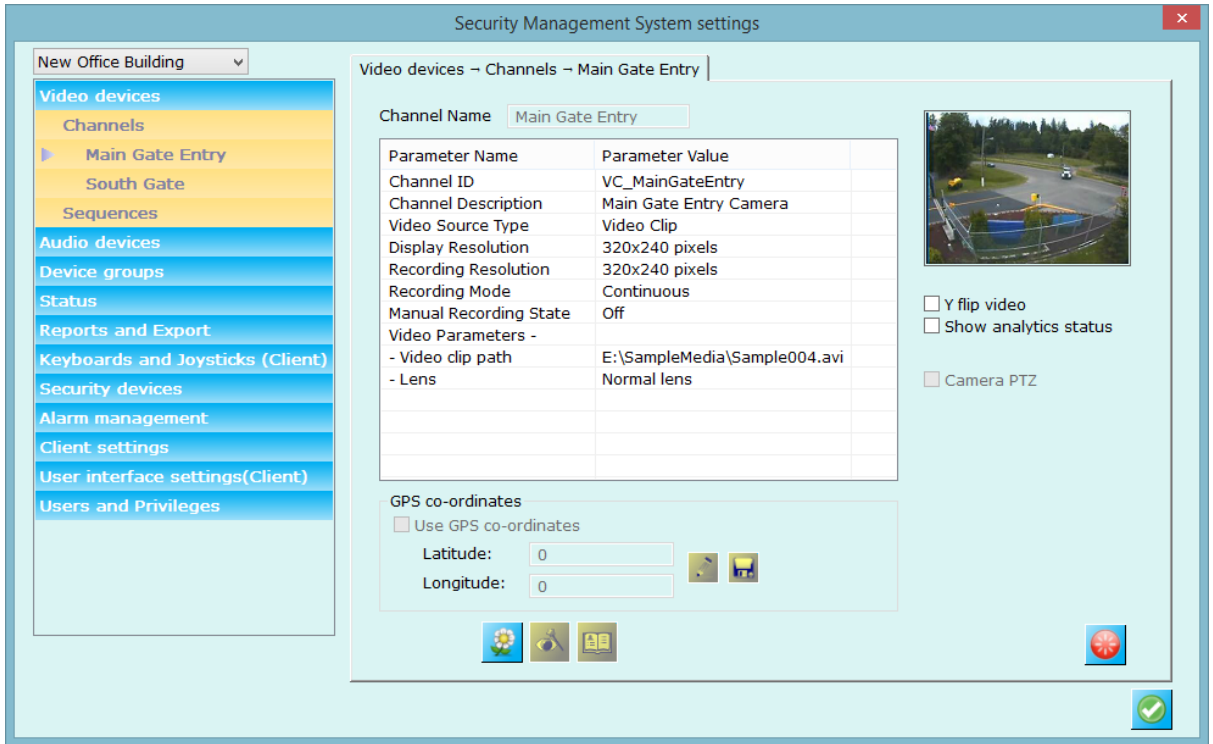 Security Management System settings
New Office Building
Video devices
Channels
Main Gate Entry
South Gate
Sequences
Audio devices
Device groups
Status
Reports and Export
Keyboards and Joysticks (Client)
Security devices
Alarm management
Client settings
User interface settings(Client)
Users and Privileges
Video devices → Channels → Main Gate Entry
Channel Name Main Gate Entry
Parameter Name Parameter Value
Channel ID VC_MainGateEntry
Channel Description Main Gate Entry Camera
Video Source Type Video Clip
Display Resolution 320x240 pixels
Recording Resolution 320x240 pixels
Recording Mode Continuous
Manual Recording State Off
Video Parameters -
- Video clip path E:\SampleMedia\Sample004.avi
- Lens Normal lens
Y flip video
Show analytics status
Camera PTZ
GPS co-ordinates
Use GPS co-ordinates
Latitude: 0
Longitude: 0